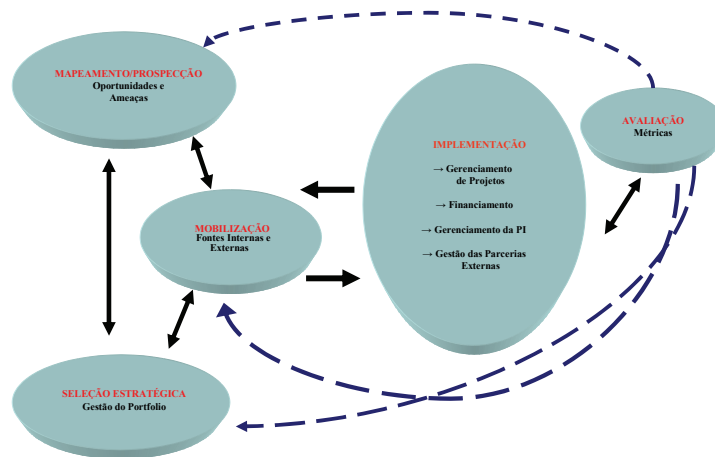 MAPEAMENTO/PROSPECÇÃO
Oportunidades e
Ameaças
AVALIAÇÃO
Métricas
IMPLEMENTAÇÃO
→ Gerenciamento
de Projetos
→ Financiamento
→ Gerenciamento da PI
→ Gestão das Parcerias
Externas
MOBILIZAÇÃO
Fontes Internas e
Externas
SELEÇÃO ESTRATÉGICA
Gestão do Portfolio